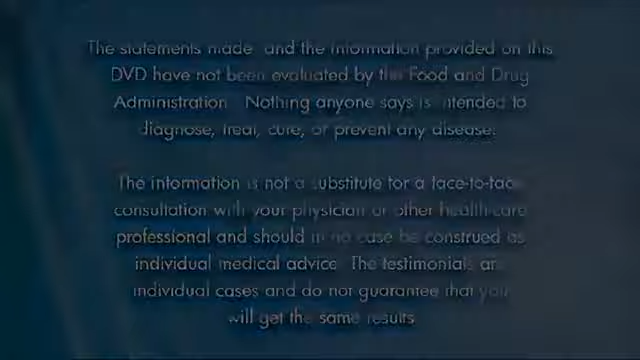 The statements made and the information provided on this
DVD have not been evaluated by the Food and Drug
Administration. Nothing anyone says is intended to
diagnose, treat, cure, or prevent any disease.
The information is not a substitute for a face-to-face
consultation with your physician or other health care
professional and should in no case be construed as
individual medical advice. The testimonials are
individual cases and do not guarantee that you
will get the same results